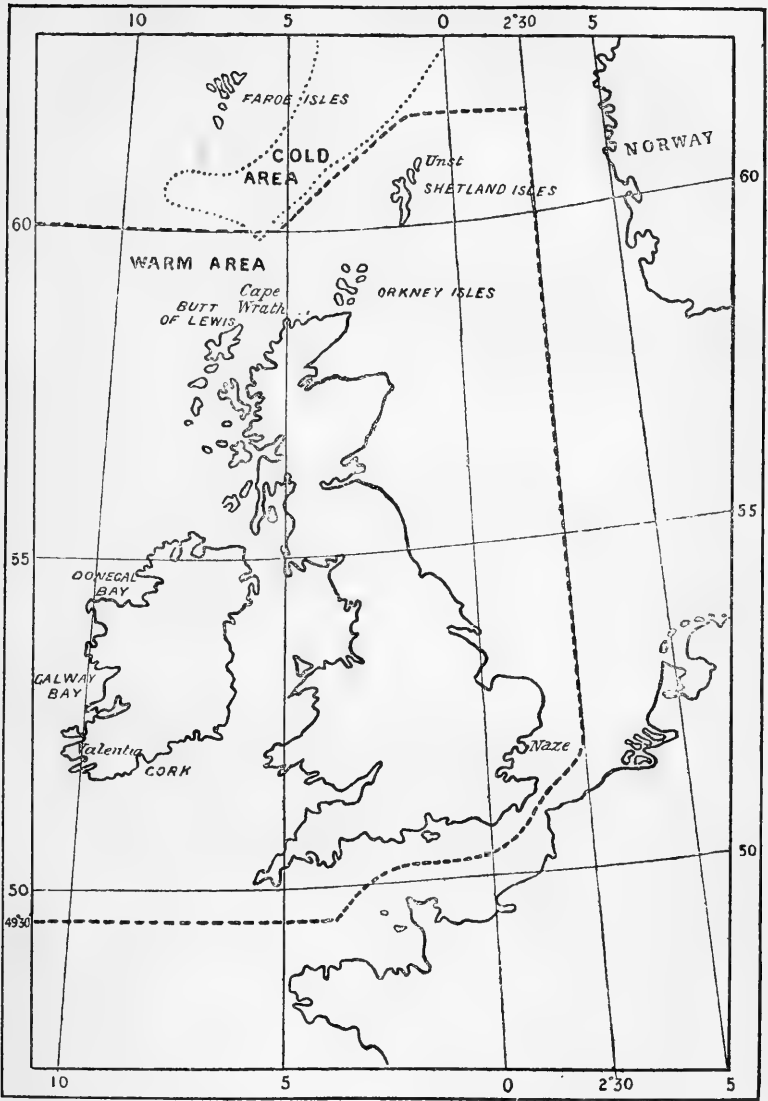 10 5 0 2°30 5
FAROE ISLES
NORWAY
COLD
AREA
Unst
SHETLAND ISLES
60
60
WARM AREA
Cape
Wrath
ORKNEY ISLES
BUTT
OF LEWIS
55
55
DONEGAL
BAY
GALWAY
BAY
Valentia
CORK
Naze
50
50
49°30
10 5 0 2°30 5